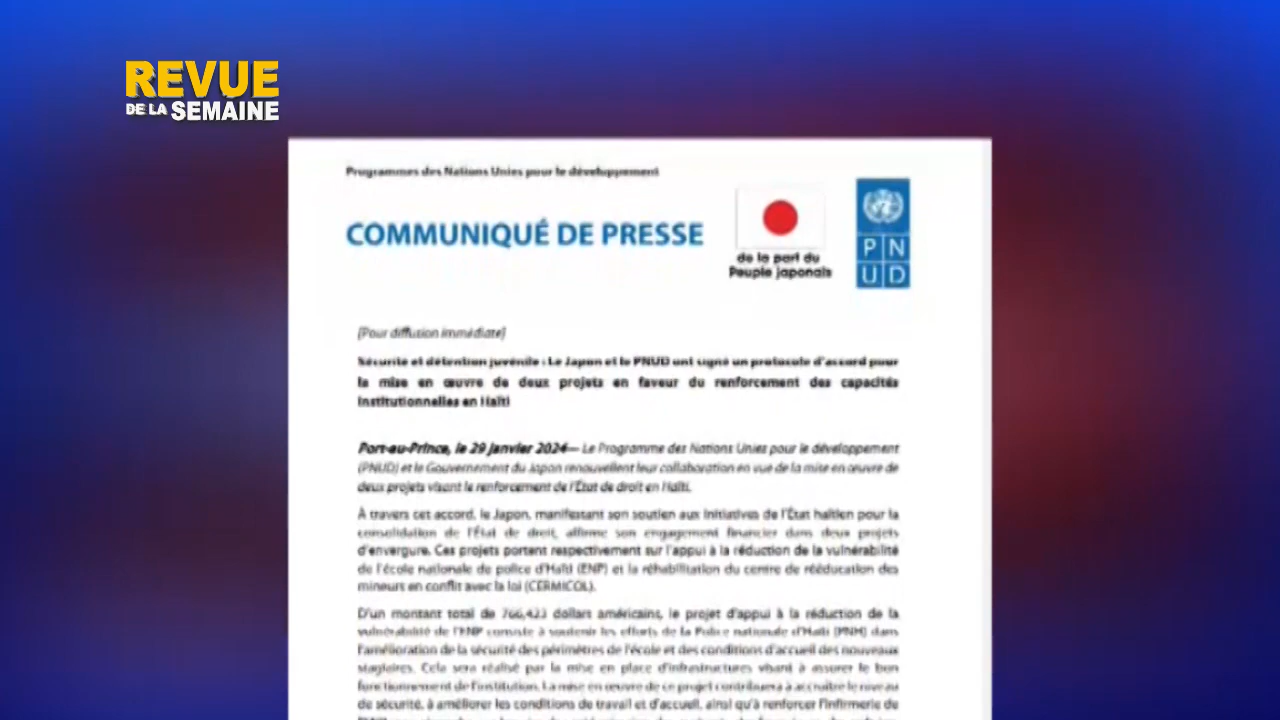 REVUE
DE LA SEMAINE
Programmes des Nations Unies pour le développement
COMMUNIQUÉ DE PRESSE
de la part du
Peuple japonais
P N
U D
[Pour diffusion immédiate]
Sécurité et détention juvénile : Le Japon et le PNUD ont signé un protocole d'accord pour
la mise en œuvre de deux projets en faveur du renforcement des capacités
institutionnelles en Haïti
Port-au-Prince, le 29 janvier 2024— Le Programme des Nations Unies pour le développement
(PNUD) et le Gouvernement du Japon renouvellent leur collaboration en vue de la mise en œuvre de
deux projets visant le renforcement de l'État de droit en Haïti.
À travers cet accord, le Japon, manifestant son soutien aux initiatives de l'État haïtien pour la
consolidation de l'État de droit, affirme son engagement financier dans deux projets
d'envergure. Ces projets portent respectivement sur l'appui à la réduction de la vulnérabilité
de l'école nationale de police d'Haïti (ENP) et la réhabilitation du centre de rééducation des
mineurs en conflit avec la loi (CERMICOL).
D'un montant total de 766,423 dollars américains, le projet d'appui à la réduction de la
vulnérabilité de l'ENP consiste à soutenir les efforts de la Police nationale d'Haïti (PNH) dans
l'amélioration de la sécurité des périmètres de l'école et des conditions d'accueil des nouveaux
stagiaires. Cela sera réalisé par la mise en place d'infrastructures visant à assurer le bon
fonctionnement de l'institution. La mise en œuvre de ce projet contribuera à accroître le niveau
de sécurité, à améliorer les conditions de travail et d'accueil, ainsi qu'à renforcer l'infirmerie de